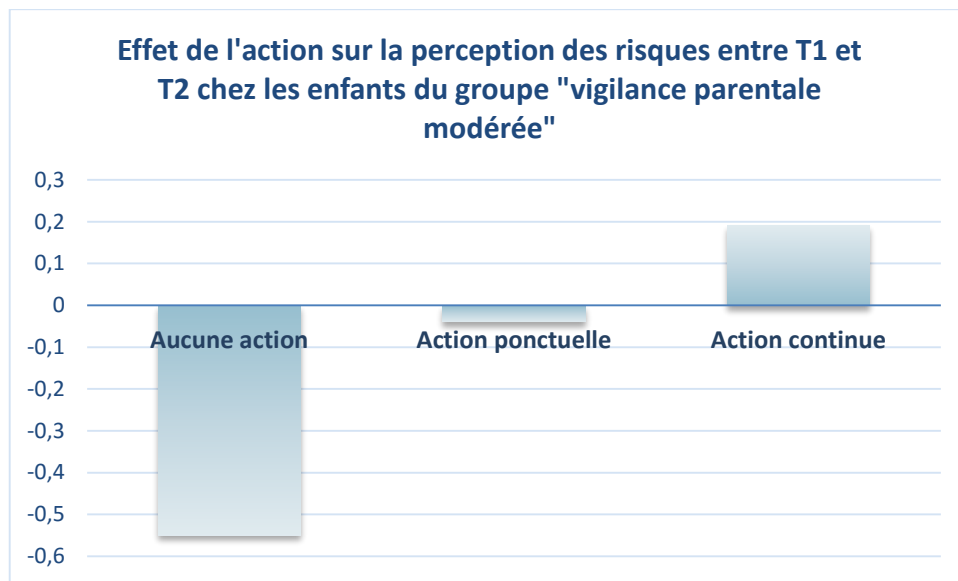 Effet de l'action sur la perception des risques entre T1 et
T2 chez les enfants du groupe "vigilance parentale
modérée"
0,3
0,2
0,1
0
Aucune action Action ponctuelle Action continue
-0,1
-0,2
-0,3
-0,4
-0,5
-0,6